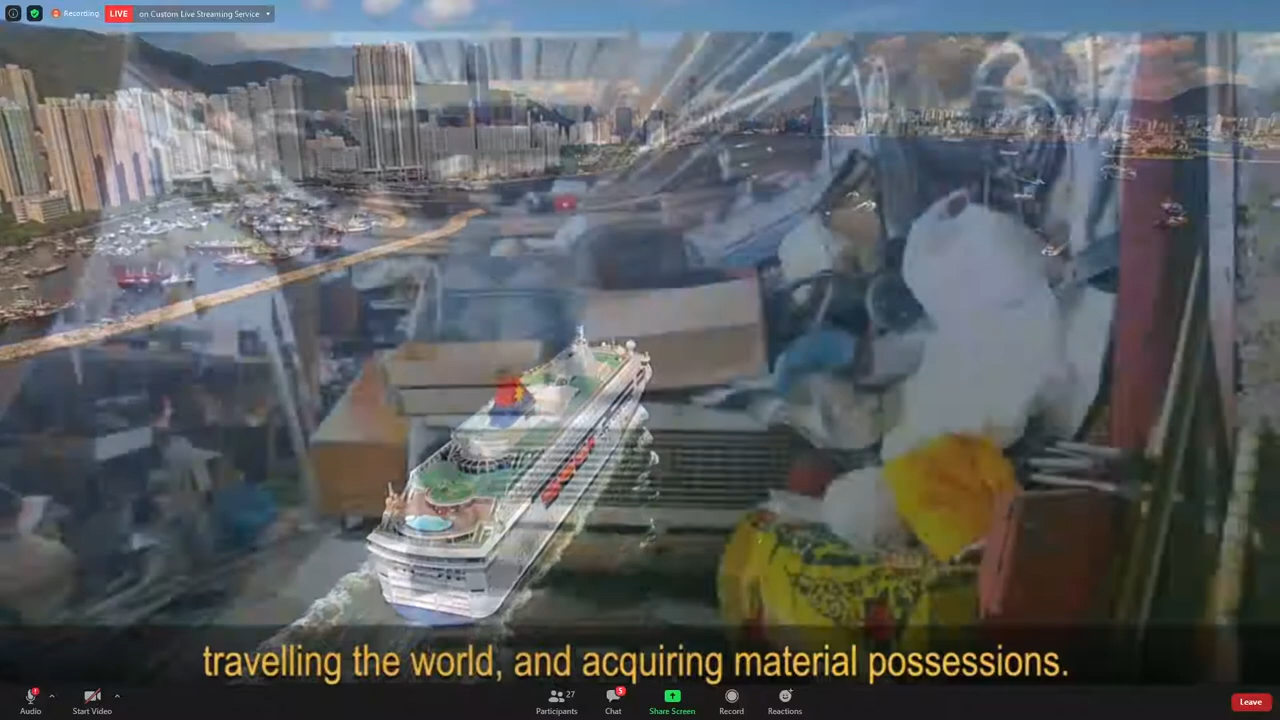 Recording
LIVE
on Custom Live Streaming Service
travelling the world, and acquiring material possessions.
Audio
Start Video
27
Participants
5
Chat
Share Screen
Record
Reactions
Leave